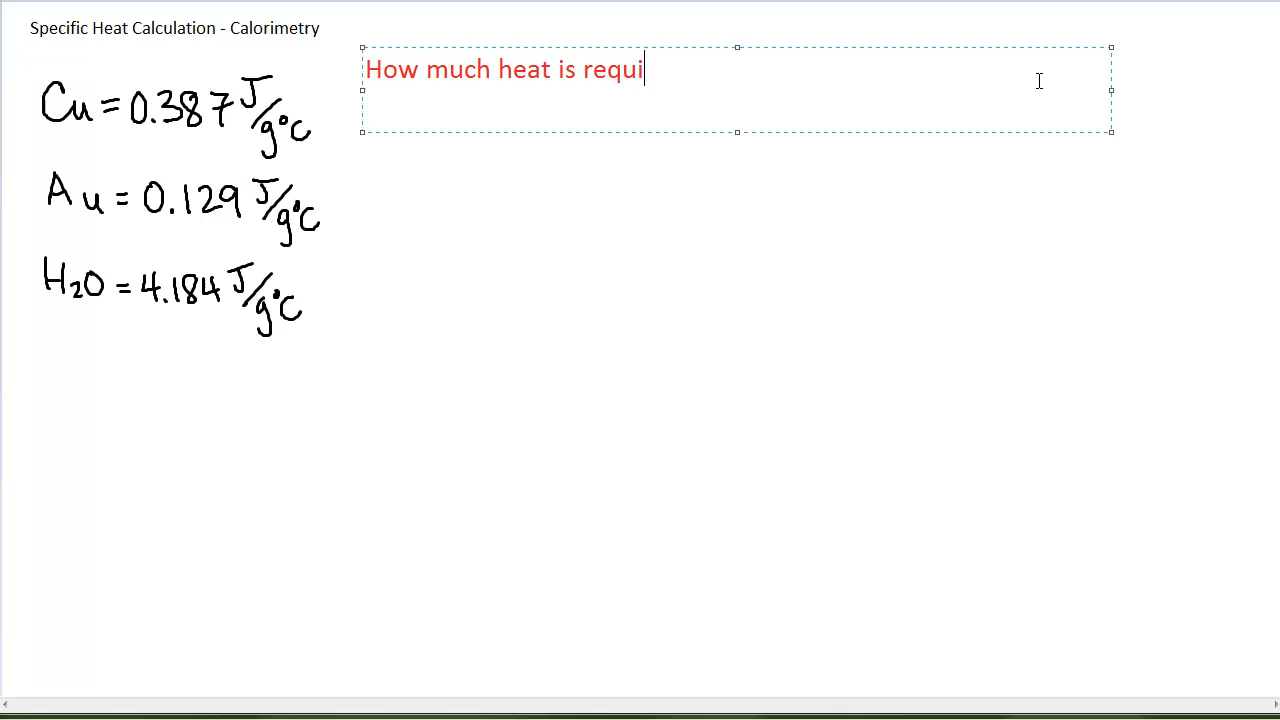 Specific Heat Calculation - Calorimetry
How much heat is requi
Cu = 0.387 J/g°C
Au = 0.129 J/g°C
H₂O = 4.184 J/g°C